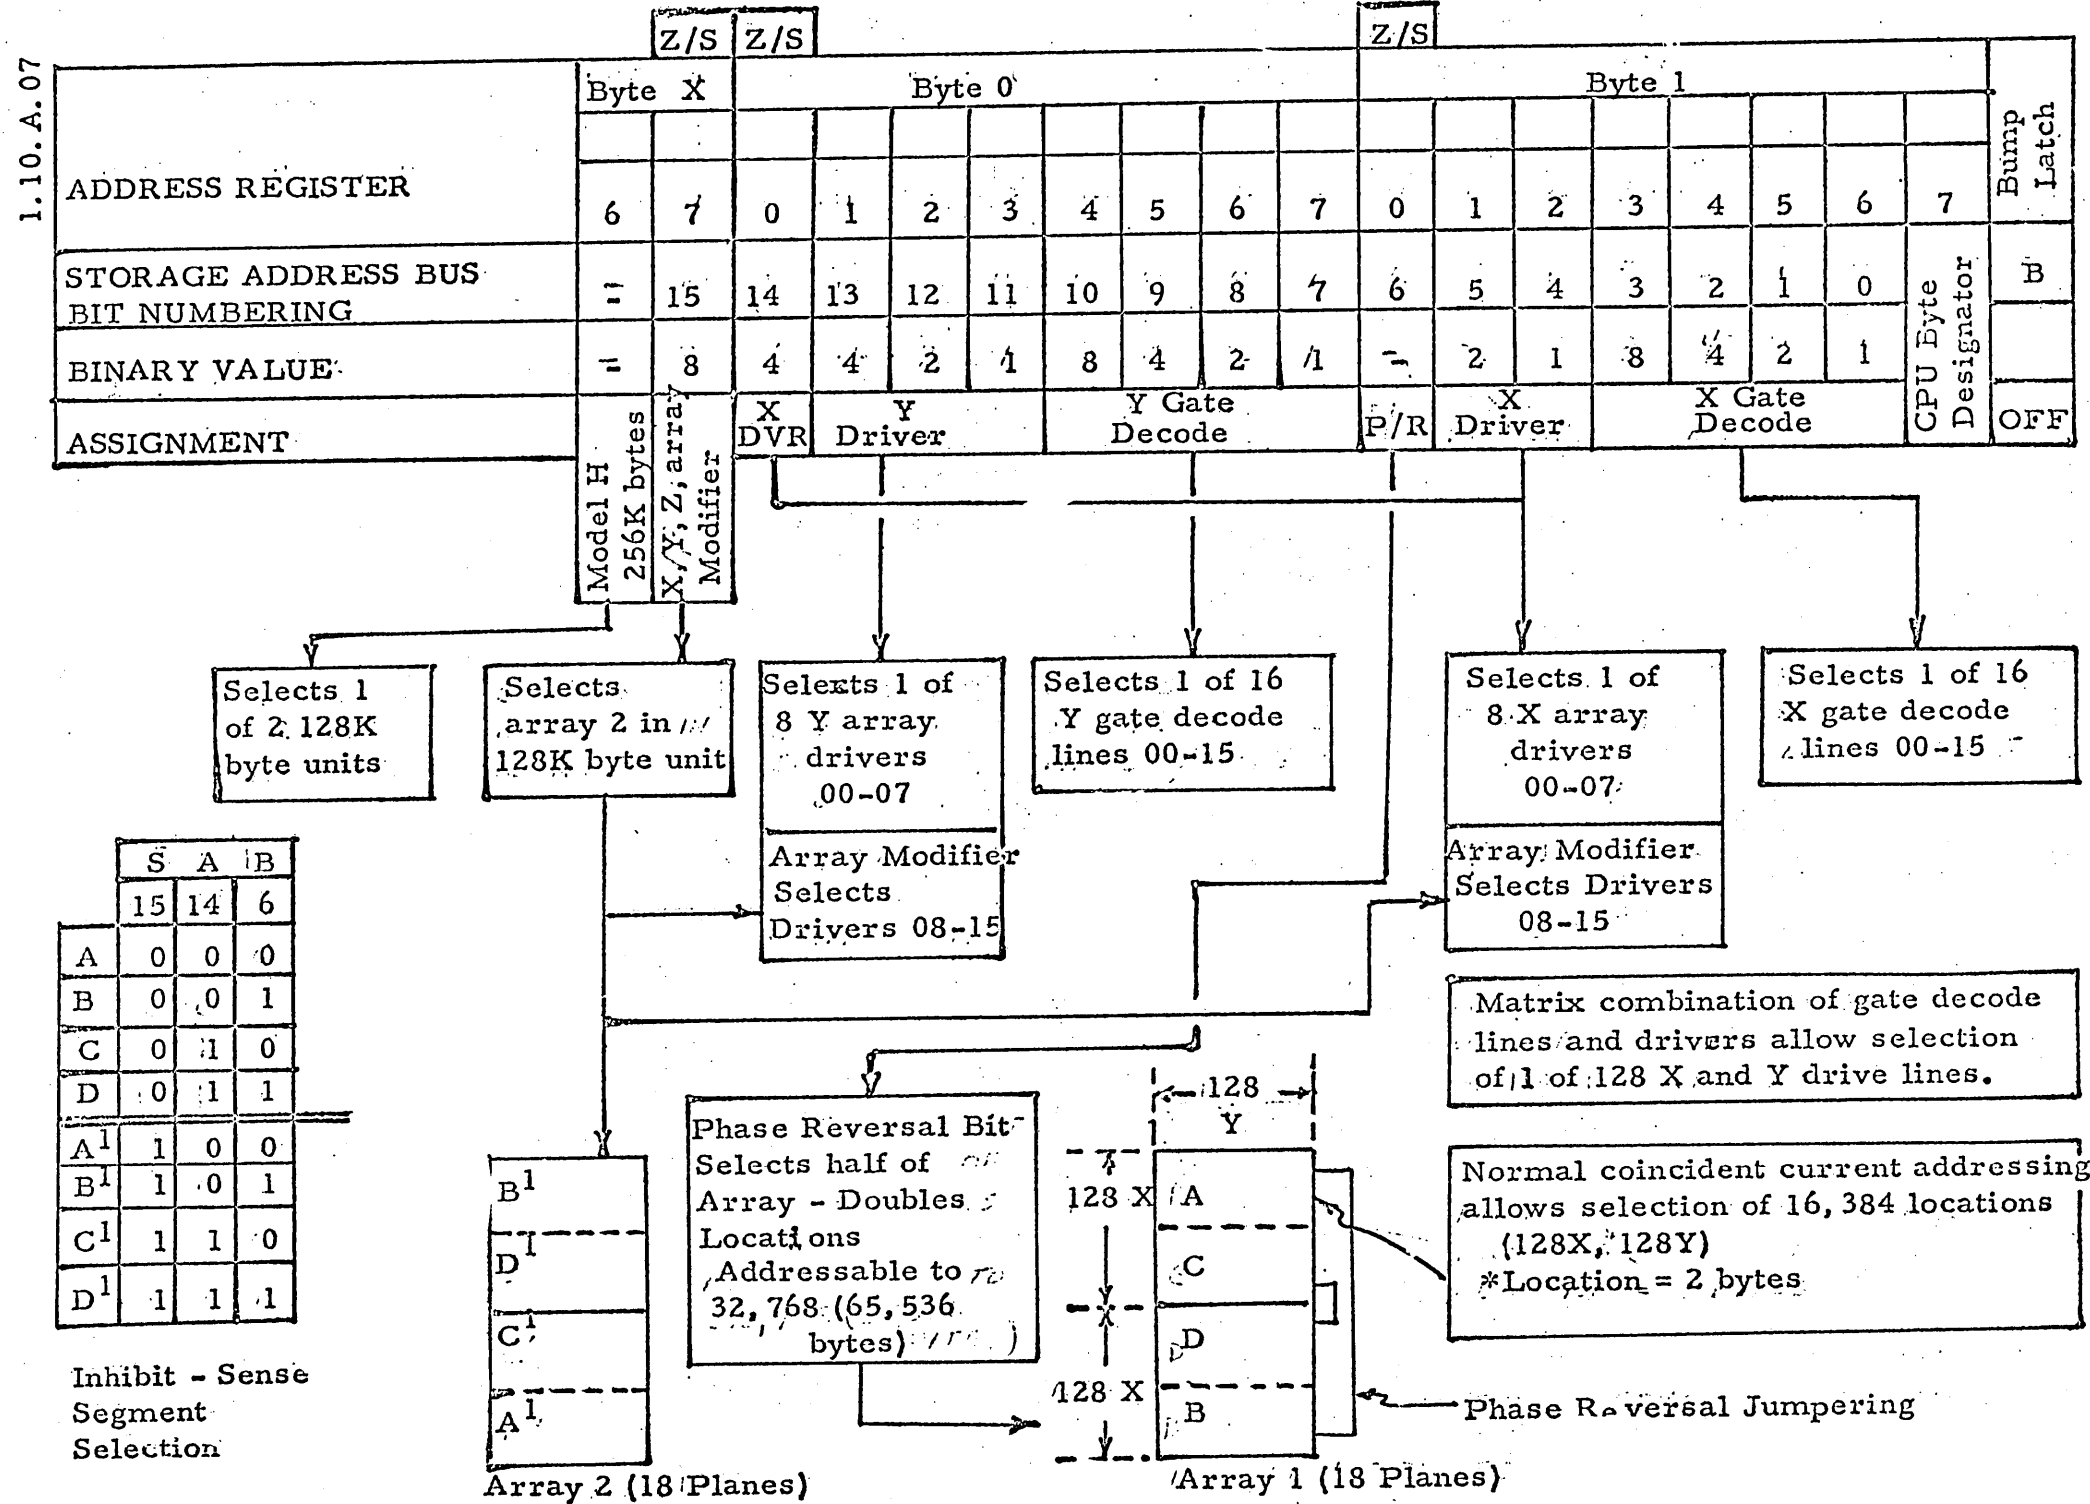 1.10.A.07
Z/S Z/S Z/S
Byte X Byte 0 Byte 1
Bump Latch
ADDRESS REGISTER
6 7 0 1 2 3 4 5 6 7 0 1 2 3 4 5 6 7
STORAGE ADDRESS BUS
BIT NUMBERING
= 15 14 13 12 11 10 9 8 7 6 5 4 3 2 1 0 B
CPU Byte Designator
BINARY VALUE
= 8 4 4 2 1 8 4 2 1 - 2 1 8 4 2 1
ASSIGNMENT
Model H
256K bytes
X, Y, Z, array
Modifier
X
DVR
Y
Driver
Y Gate
Decode
P/R
X
Driver
X Gate
Decode
OFF
Selects 1
of 2 128K
byte units
Selects
array 2 in
128K byte unit
Selexts 1 of
8 Y array
drivers
00-07
Array Modifier
Selects
Drivers 08-15
Selects 1 of 16
Y gate decode
lines 00-15
Selects 1 of
8 X array
drivers
00-07
Array Modifier
Selects Drivers
08-15
Selects 1 of 16
X gate decode
lines 00-15
S A B
15 14 6
A 0 0 0
B 0 0 1
C 0 1 0
D 0 1 1
A1 1 0 0
B1 1 0 1
C1 1 1 0
D1 1 1 1
Inhibit - Sense
Segment
Selection
B1
D1
C1
A1
Array 2 (18 Planes)
Phase Reversal Bit
Selects half of
Array - Doubles
Locations
Addressable to
32,768 (65,536
bytes)
128
Y
128 X
128 X
A
C
D
B
Array 1 (18 Planes)
Matrix combination of gate decode
lines and drivers allow selection
of 1 of 128 X and Y drive lines.
Normal coincident current addressing
allows selection of 16,384 locations
(128X, 128Y)
*Location = 2 bytes
Phase Reversal Jumpering